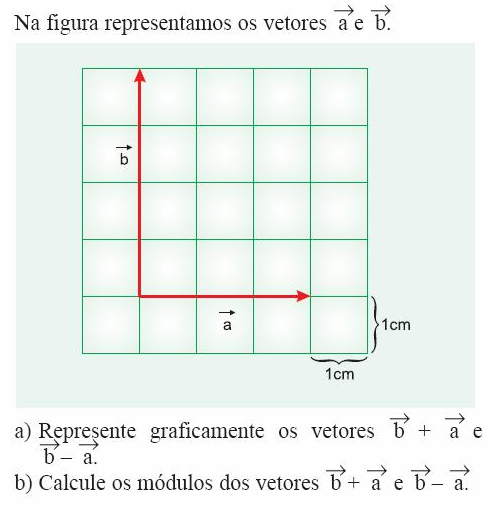 Na figura representamos os vetores a⃗ e b⃗.
b⃗
a⃗
1cm
1cm
a) Represente graficamente os vetores b⃗ + a⃗ e
b⃗ – a⃗.
b) Calcule os módulos dos vetores b⃗ + a⃗ e b⃗ – a⃗.